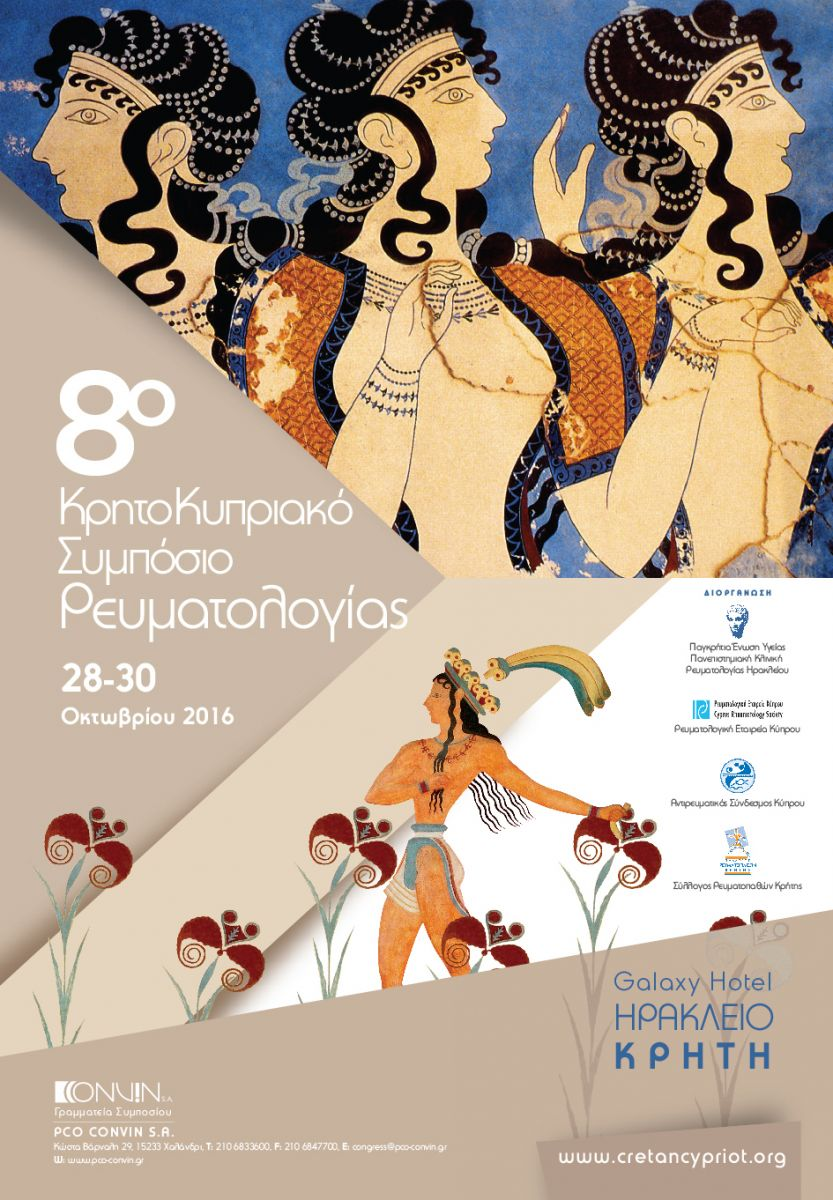 8ο
ΚρητοΚυπριακό
Συμπόσιο
Ρευματολογίας
28-30
Οκτωβρίου 2016
ΔΙΟΡΓΑΝΩΣΗ
Παγκρήτια Ένωση Υγείας
Πανεπιστημιακή Κλινική
Ρευματολογίας Ηρακλείου
Ρευματολογική Εταιρεία Κύπρου
Cyprus Rheumatology Society
Ρευματολογική Εταιρεία Κύπρου
Αντιρευματικός Σύνδεσμος Κύπρου
Σύλλογος Ρευματοπαθών Κρήτης
Galaxy Hotel
ΗΡΑΚΛΕΙΟ
ΚΡΗΤΗ
CONVIN S.A.
Γραμματεία Συμποσίου
PCO CONVIN S.A.
Κώστα Βάρναλη 29, 15233 Χαλάνδρι, T: 210 6833600, F: 210 6847700, E: congress@pco-convin.gr
W: www.pco-convin.gr
www.cretancypriot.org